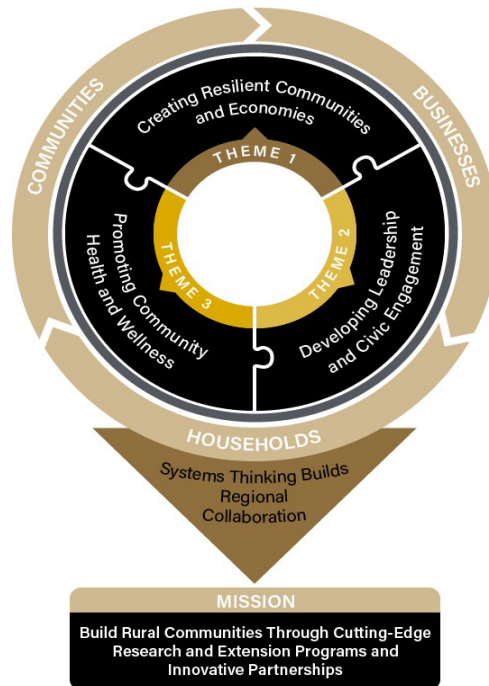 COMMUNITIES
BUSINESSES
Creating Resilient Communities
and Economies
THEME 1
THEME 2
Developing Leadership
and Civic Engagement
THEME 3
Promoting Community
Health and Wellness
HOUSEHOLDS
Systems Thinking Builds
Regional
Collaboration
MISSION
Build Rural Communities Through Cutting-Edge
Research and Extension Programs and
Innovative Partnerships